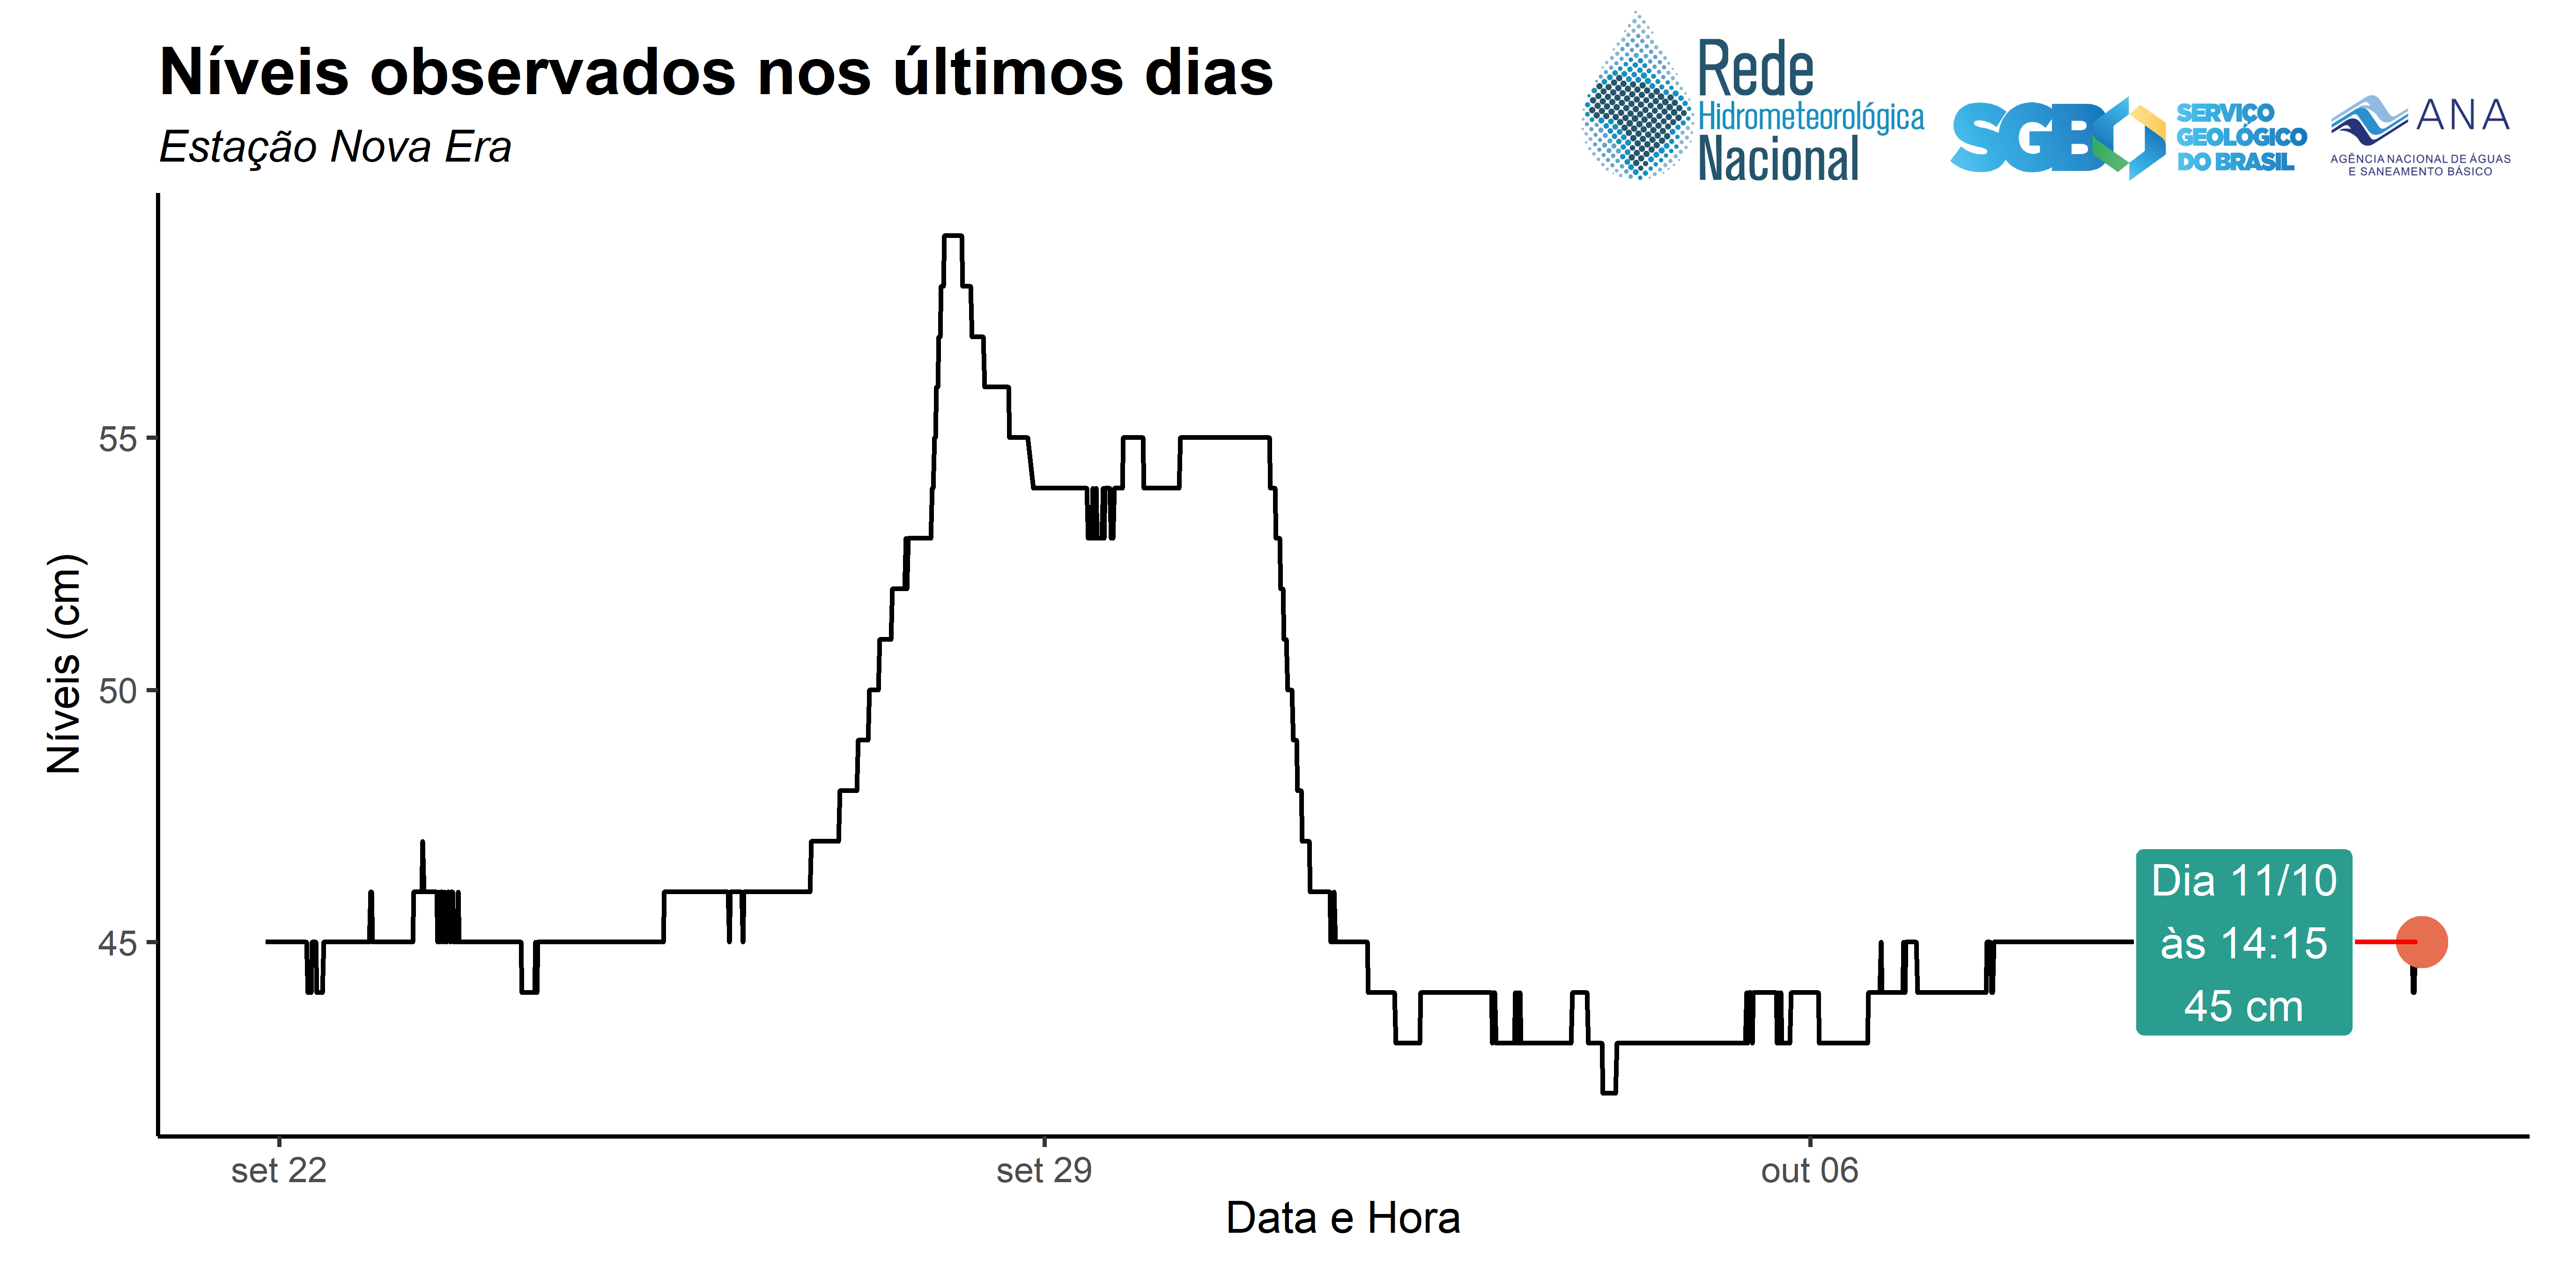 Níveis observados nos últimos dias
Estação Nova Era
Rede
Hidrometeorológica
Nacional
SGB
SERVIÇO
GEOLÓGICO
DO BRASIL
ANA
AGÊNCIA NACIONAL DE ÁGUAS
E SANEAMENTO BÁSICO
Níveis (cm)
55
50
45
Dia 11/10
às 14:15
45 cm
set 22
set 29
out 06
Data e Hora